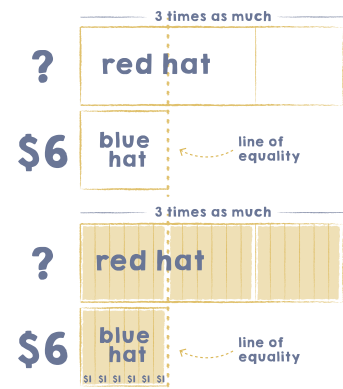 3 times as much
?
red hat
$6
blue
hat
line of
equality
3 times as much
?
red hat
$6
blue
hat
$1 $1 $1 $1 $1 $1
line of
equality